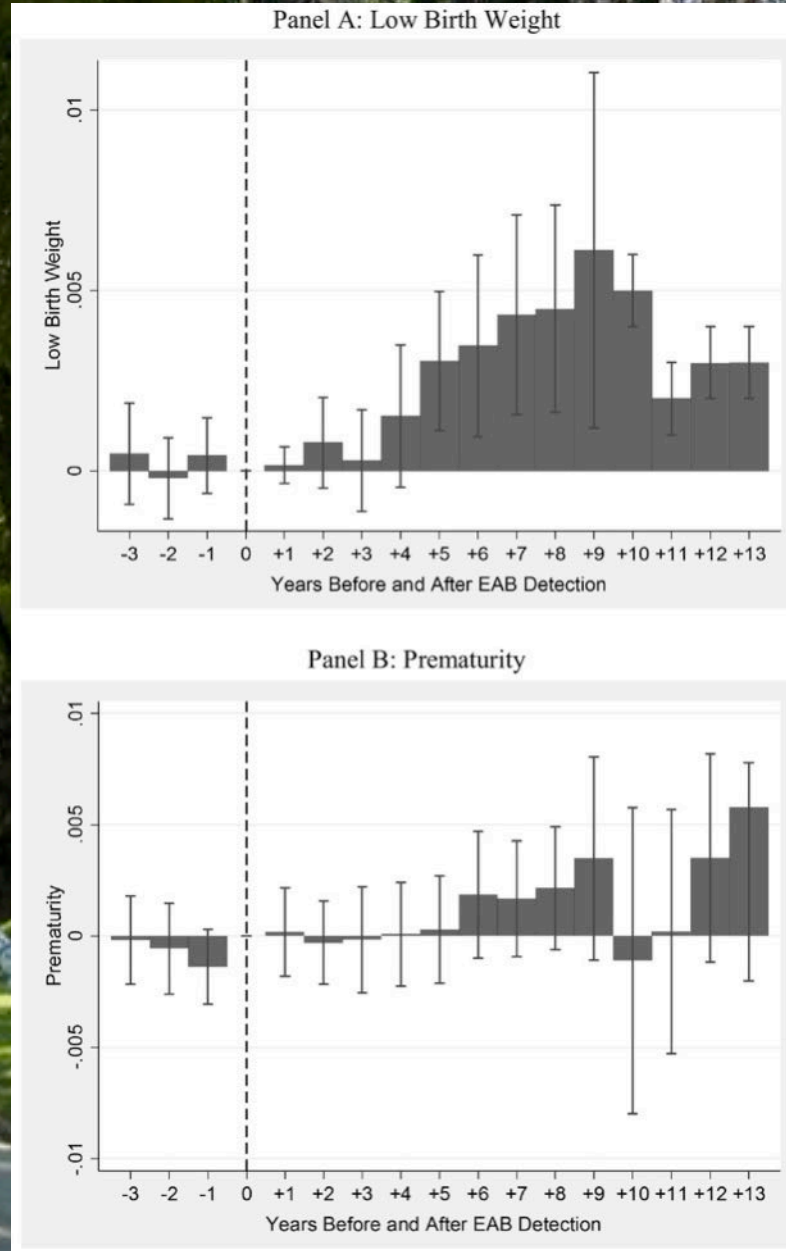 Panel A: Low Birth Weight
.01
.005
0
Low Birth Weight
-3 -2 -1 0 +1 +2 +3 +4 +5 +6 +7 +8 +9 +10 +11 +12 +13
Years Before and After EAB Detection
Panel B: Prematurity
.01
.005
0
-.005
-.01
Prematurity
-3 -2 -1 0 +1 +2 +3 +4 +5 +6 +7 +8 +9 +10 +11 +12 +13
Years Before and After EAB Detection